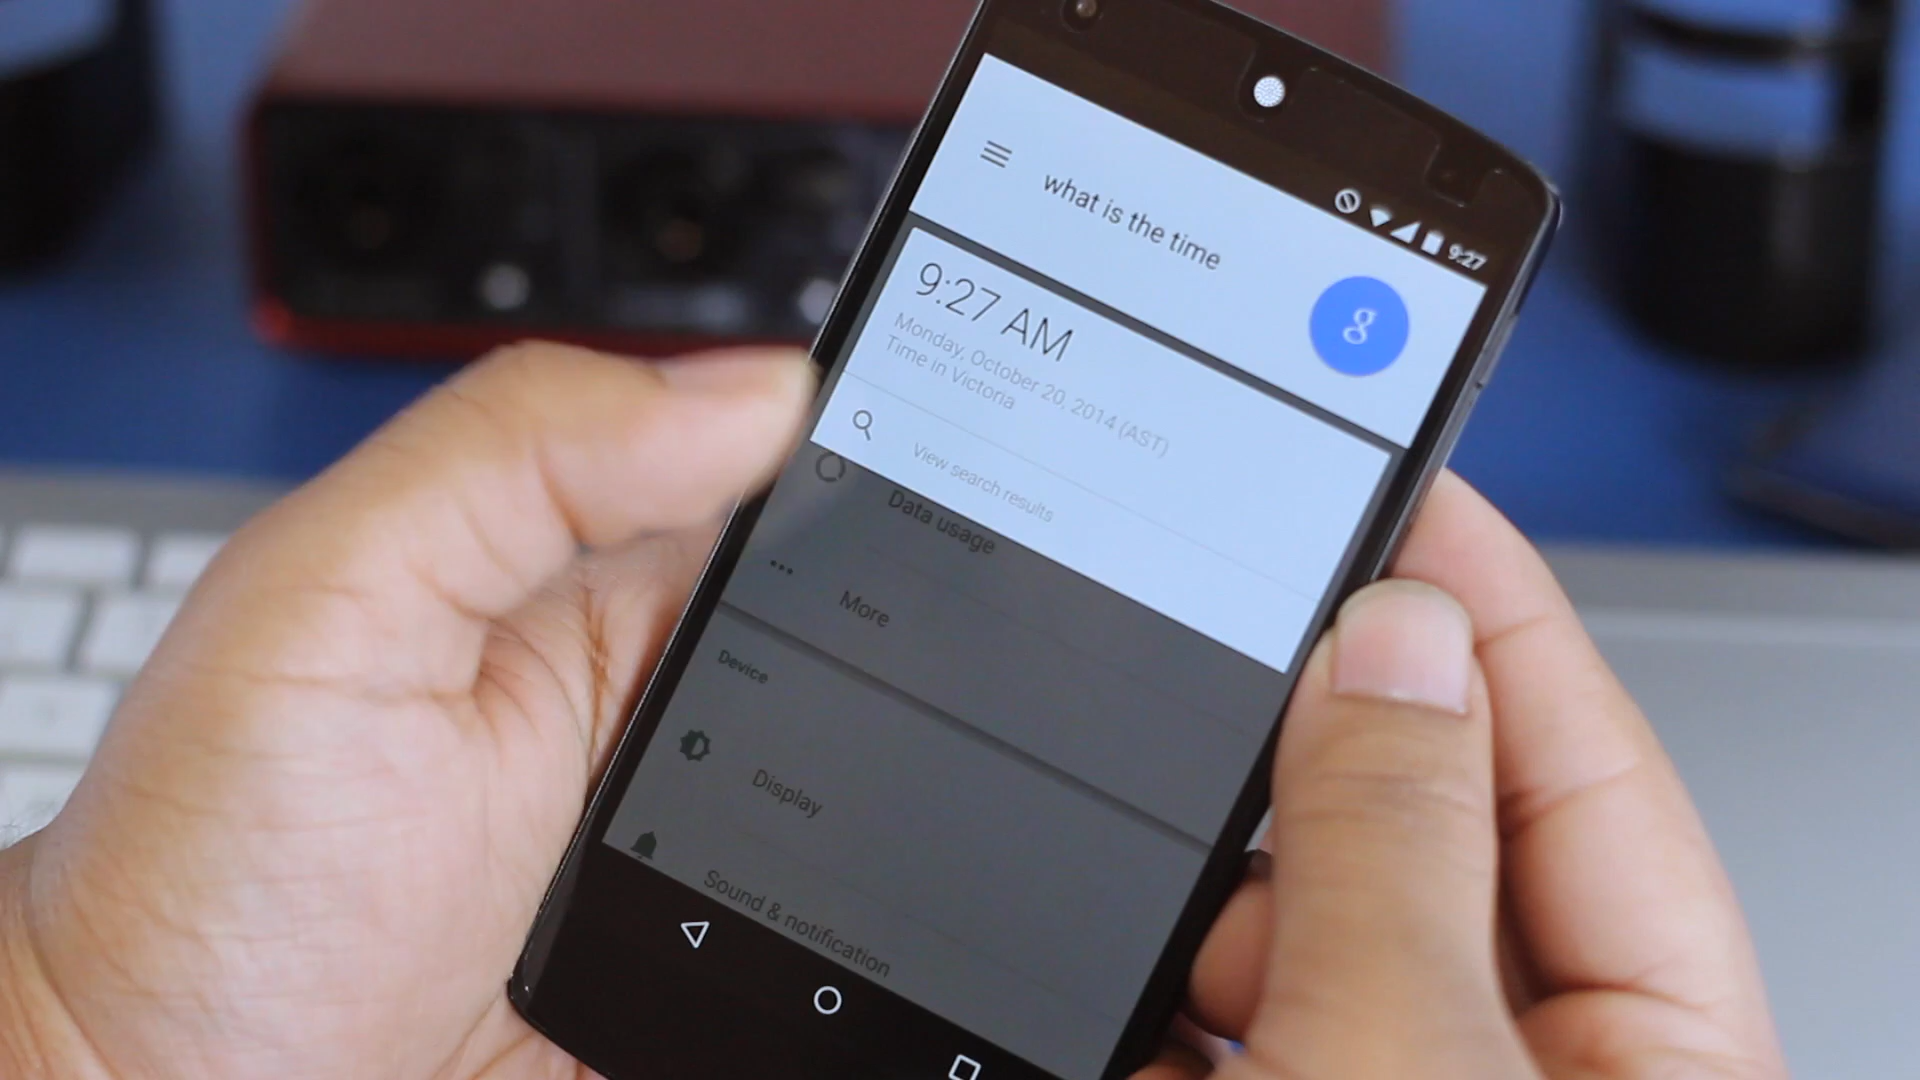 9:27
what is the time
g
9:27 AM
Monday, October 20, 2014 (AST)
Time in Victoria
View search results
Data usage
More
Device
Display
Sound & notification